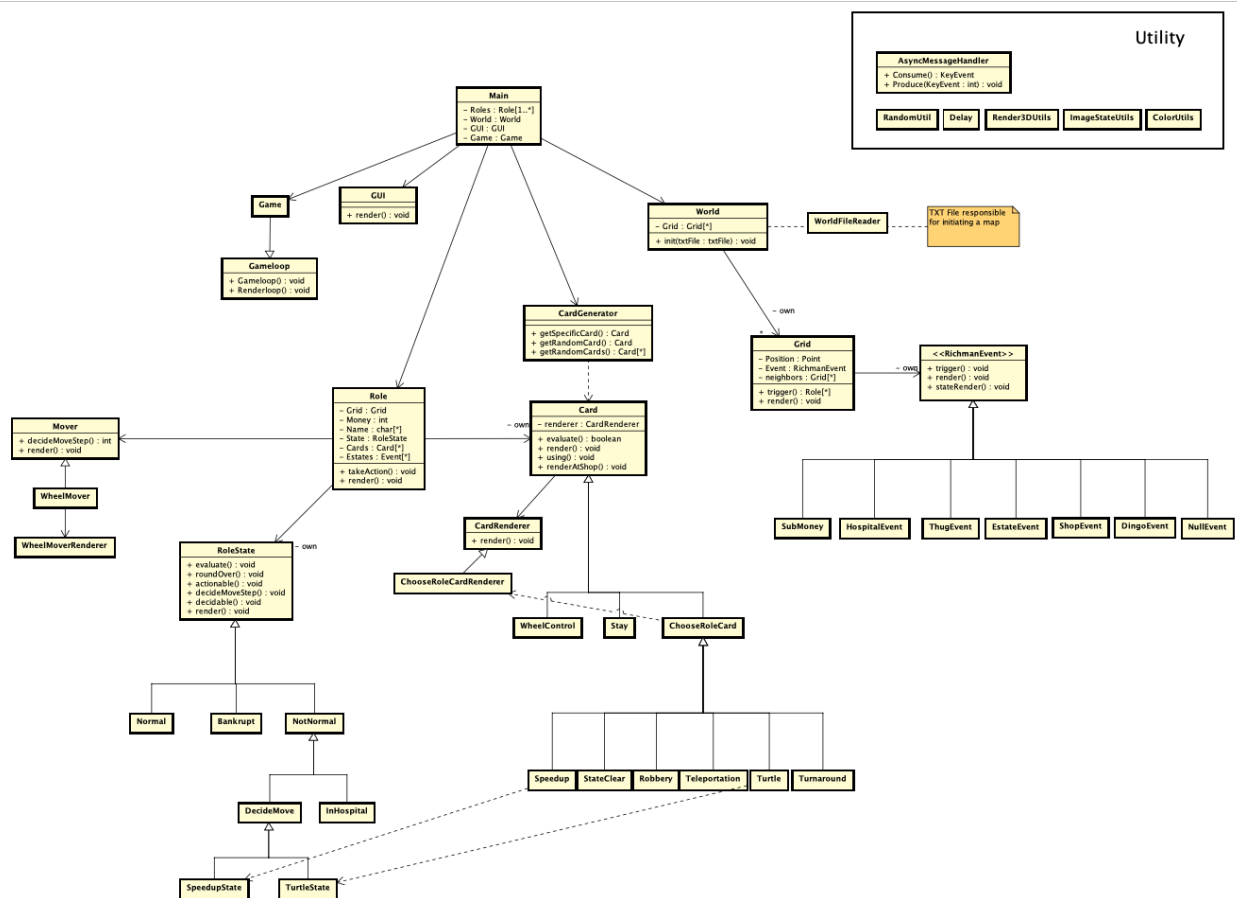 Utility
AsyncMessageHandler
+ Consume() : KeyEvent
+ Produce(KeyEvent : int) : void
RandomUtil
Delay
Render3DUtils
ImageStateUtils
ColorUtils
Main
- Roles : Role[1..*]
- World : World
- GUI : GUI
- Game : Game
Game
GUI
+ render() : void
Gameloop
+ Gameloop() : void
+ Renderloop() : void
World
- Grid : Grid[*]
+ init(txtFile : txtFile) : void
WorldFileReader
TXT File responsible
for initiating a map
- own
*
CardGenerator
+ getSpecificCard() : Card
+ getRandomCard() : Card
+ getRandomCards() : Card[*]
Grid
- Position : Point
- Event : RichmanEvent
- neighbors : Grid[*]
+ trigger() : Role[*]
+ render() : void
- own
<<RichmanEvent>>
+ trigger() : void
+ render() : void
+ stateRender() : void
Role
- Grid : Grid
- Money : int
- Name : char[*]
- State : RoleState
- Cards : Card[*]
- Estates : Event[*]
+ takeAction() : void
+ render() : void
- own
Card
- renderer : CardRenderer
+ evaluate() : boolean
+ render() : void
+ using() : void
+ renderAtShop() : void
Mover
+ decideMoveStep() : int
+ render() : void
WheelMover
WheelMoverRenderer
RoleState
+ evaluate() : void
+ roundOver() : void
+ actionable() : void
+ decideMoveStep() : void
+ decidable() : void
+ render() : void
- own
CardRenderer
+ render() : void
ChooseRoleCardRenderer
SubMoney
HospitalEvent
ThugEvent
EstateEvent
ShopEvent
DingoEvent
NullEvent
WheelControl
Stay
ChooseRoleCard
Normal
Bankrupt
NotNormal
Speedup
StateClear
Robbery
Teleportation
Turtle
Turnaround
DecideMove
InHospital
SpeedupState
TurtleState